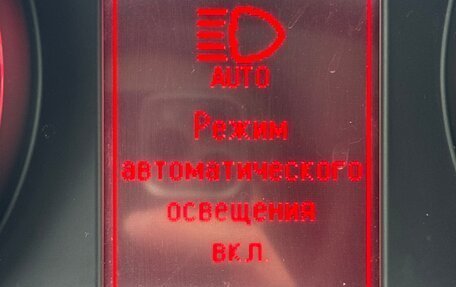 AUTO
Режим
автоматического
освещения
вкл.